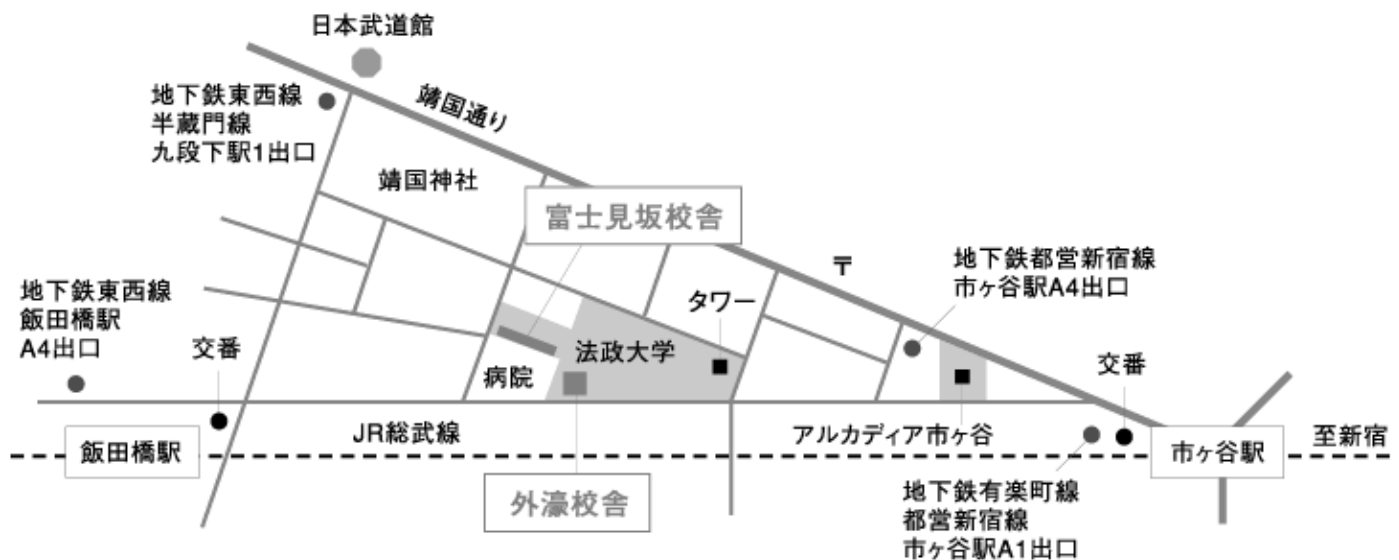 日本武道館
地下鉄東西線
半蔵門線
九段下駅1出口
靖国通り
靖国神社
富士見坂校舎
〒
地下鉄都営新宿線
市ヶ谷駅A4出口
地下鉄東西線
飯田橋駅
A4出口
交番
タワー
法政大学
病院
交番
飯田橋駅
JR総武線
アルカディア市ヶ谷
市ヶ谷駅
至新宿
外濠校舎
地下鉄有楽町線
都営新宿線
市ヶ谷駅A1出口